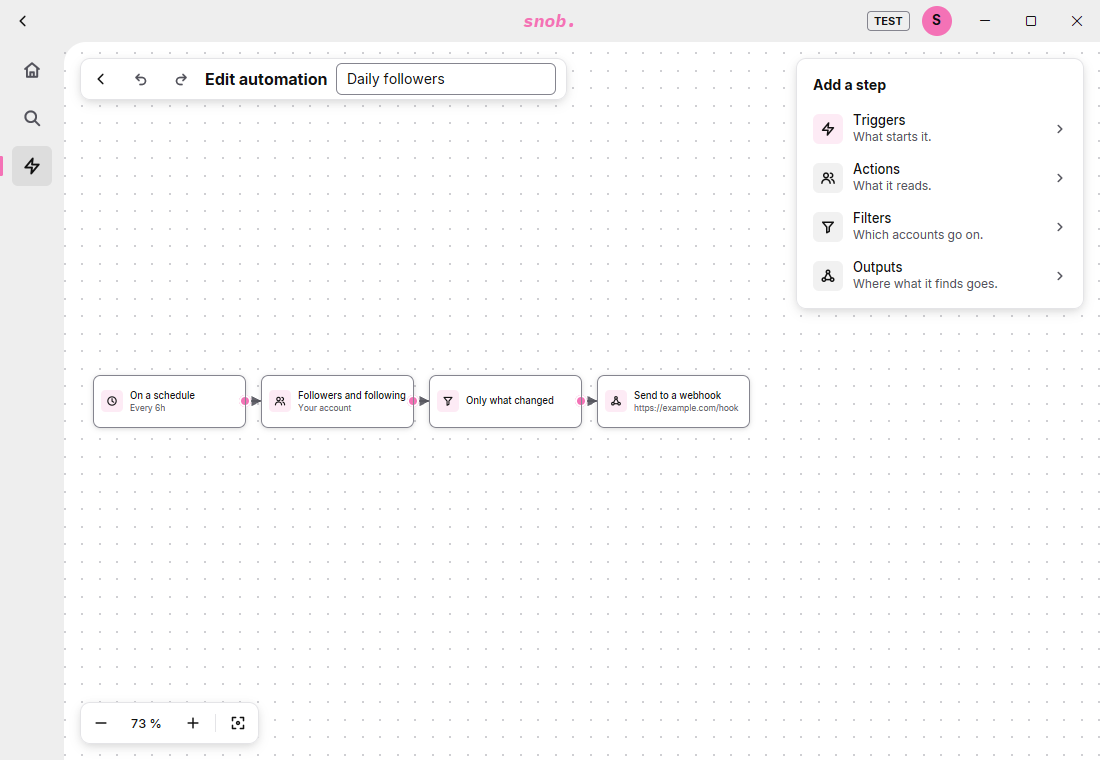 snob.
TEST
S
Edit automation
Daily followers
Add a step
Triggers
What starts it.
Actions
What it reads.
Filters
Which accounts go on.
Outputs
Where what it finds goes.
On a schedule
Every 6h
Followers and following
Your account
Only what changed
Send to a webhook
https://example.com/hook
73 %